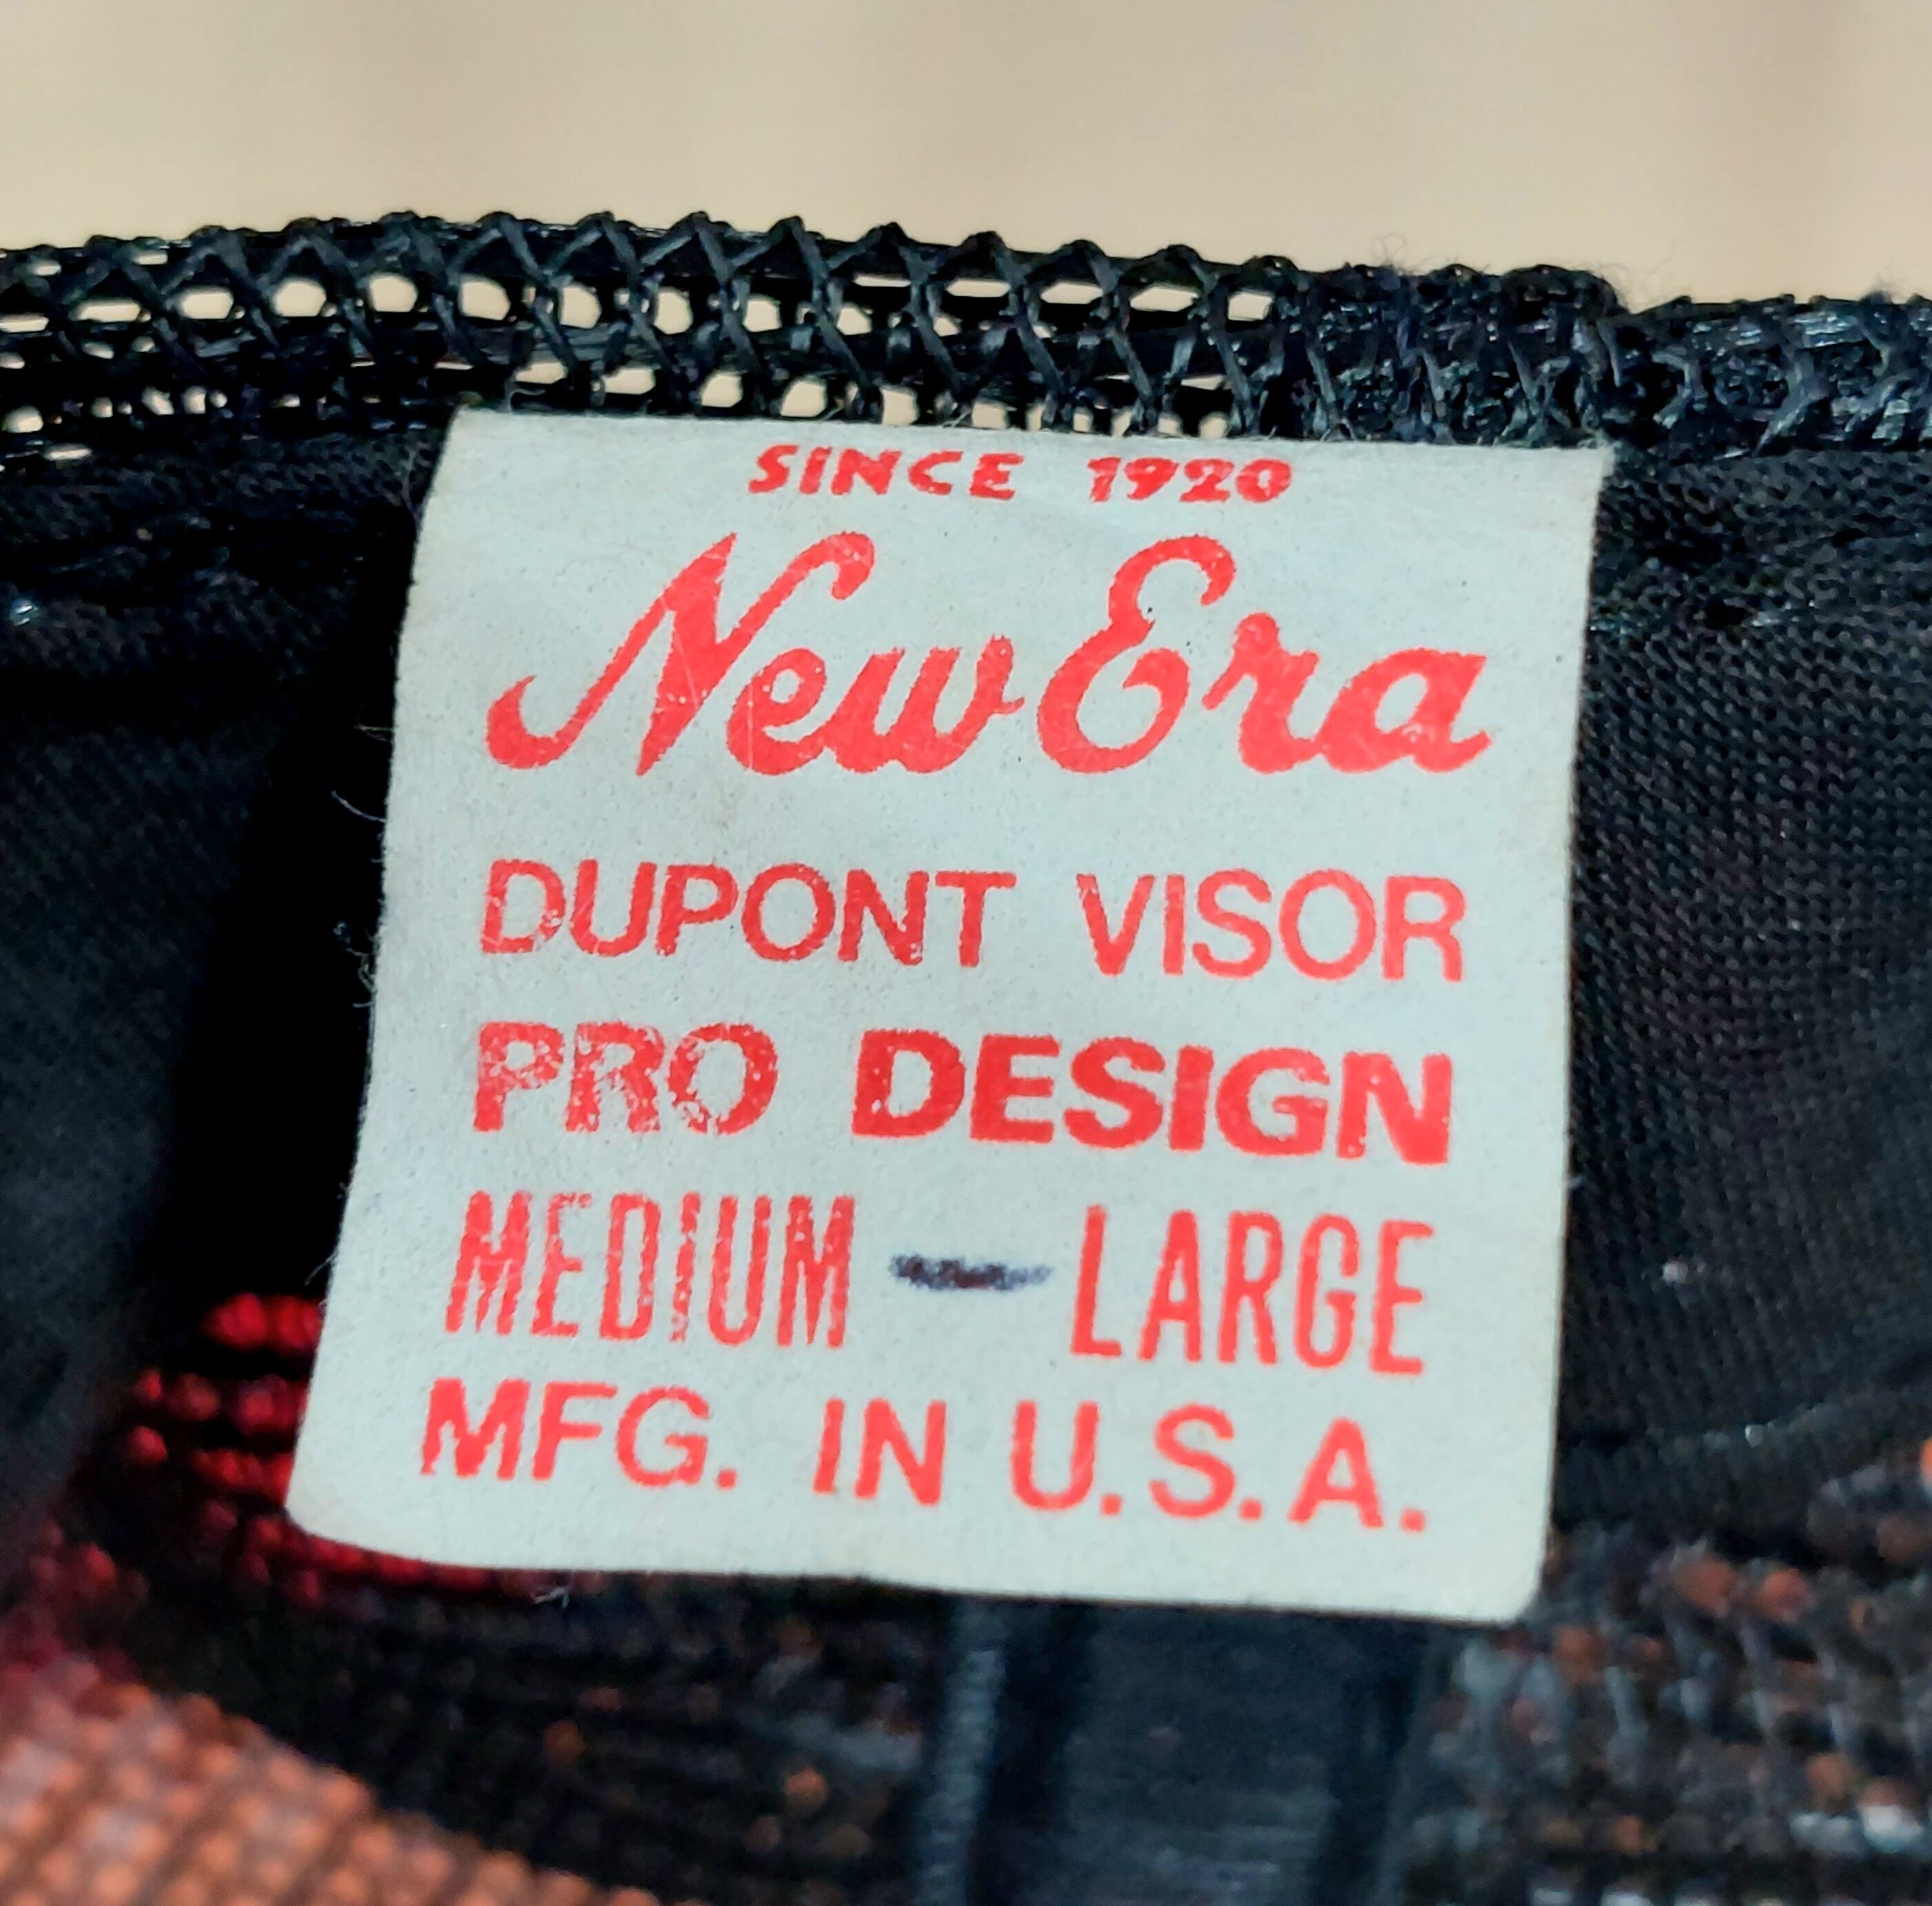 SINCE 1920
New Era
DUPONT VISOR
PRO DESIGN
MEDIUM — LARGE
MFG. IN U.S.A.